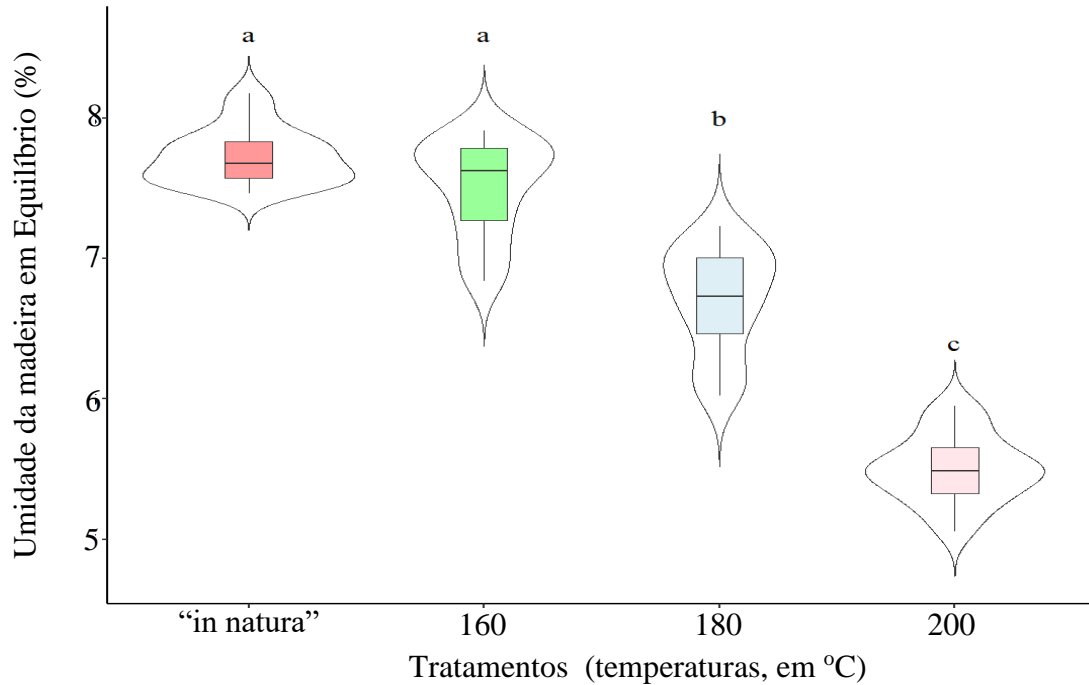 a a
b
c
Umidade da madeira em Equilíbrio (%)
8
7
6
5
“in natura” 160 180 200
Tratamentos (temperaturas, em ºC)